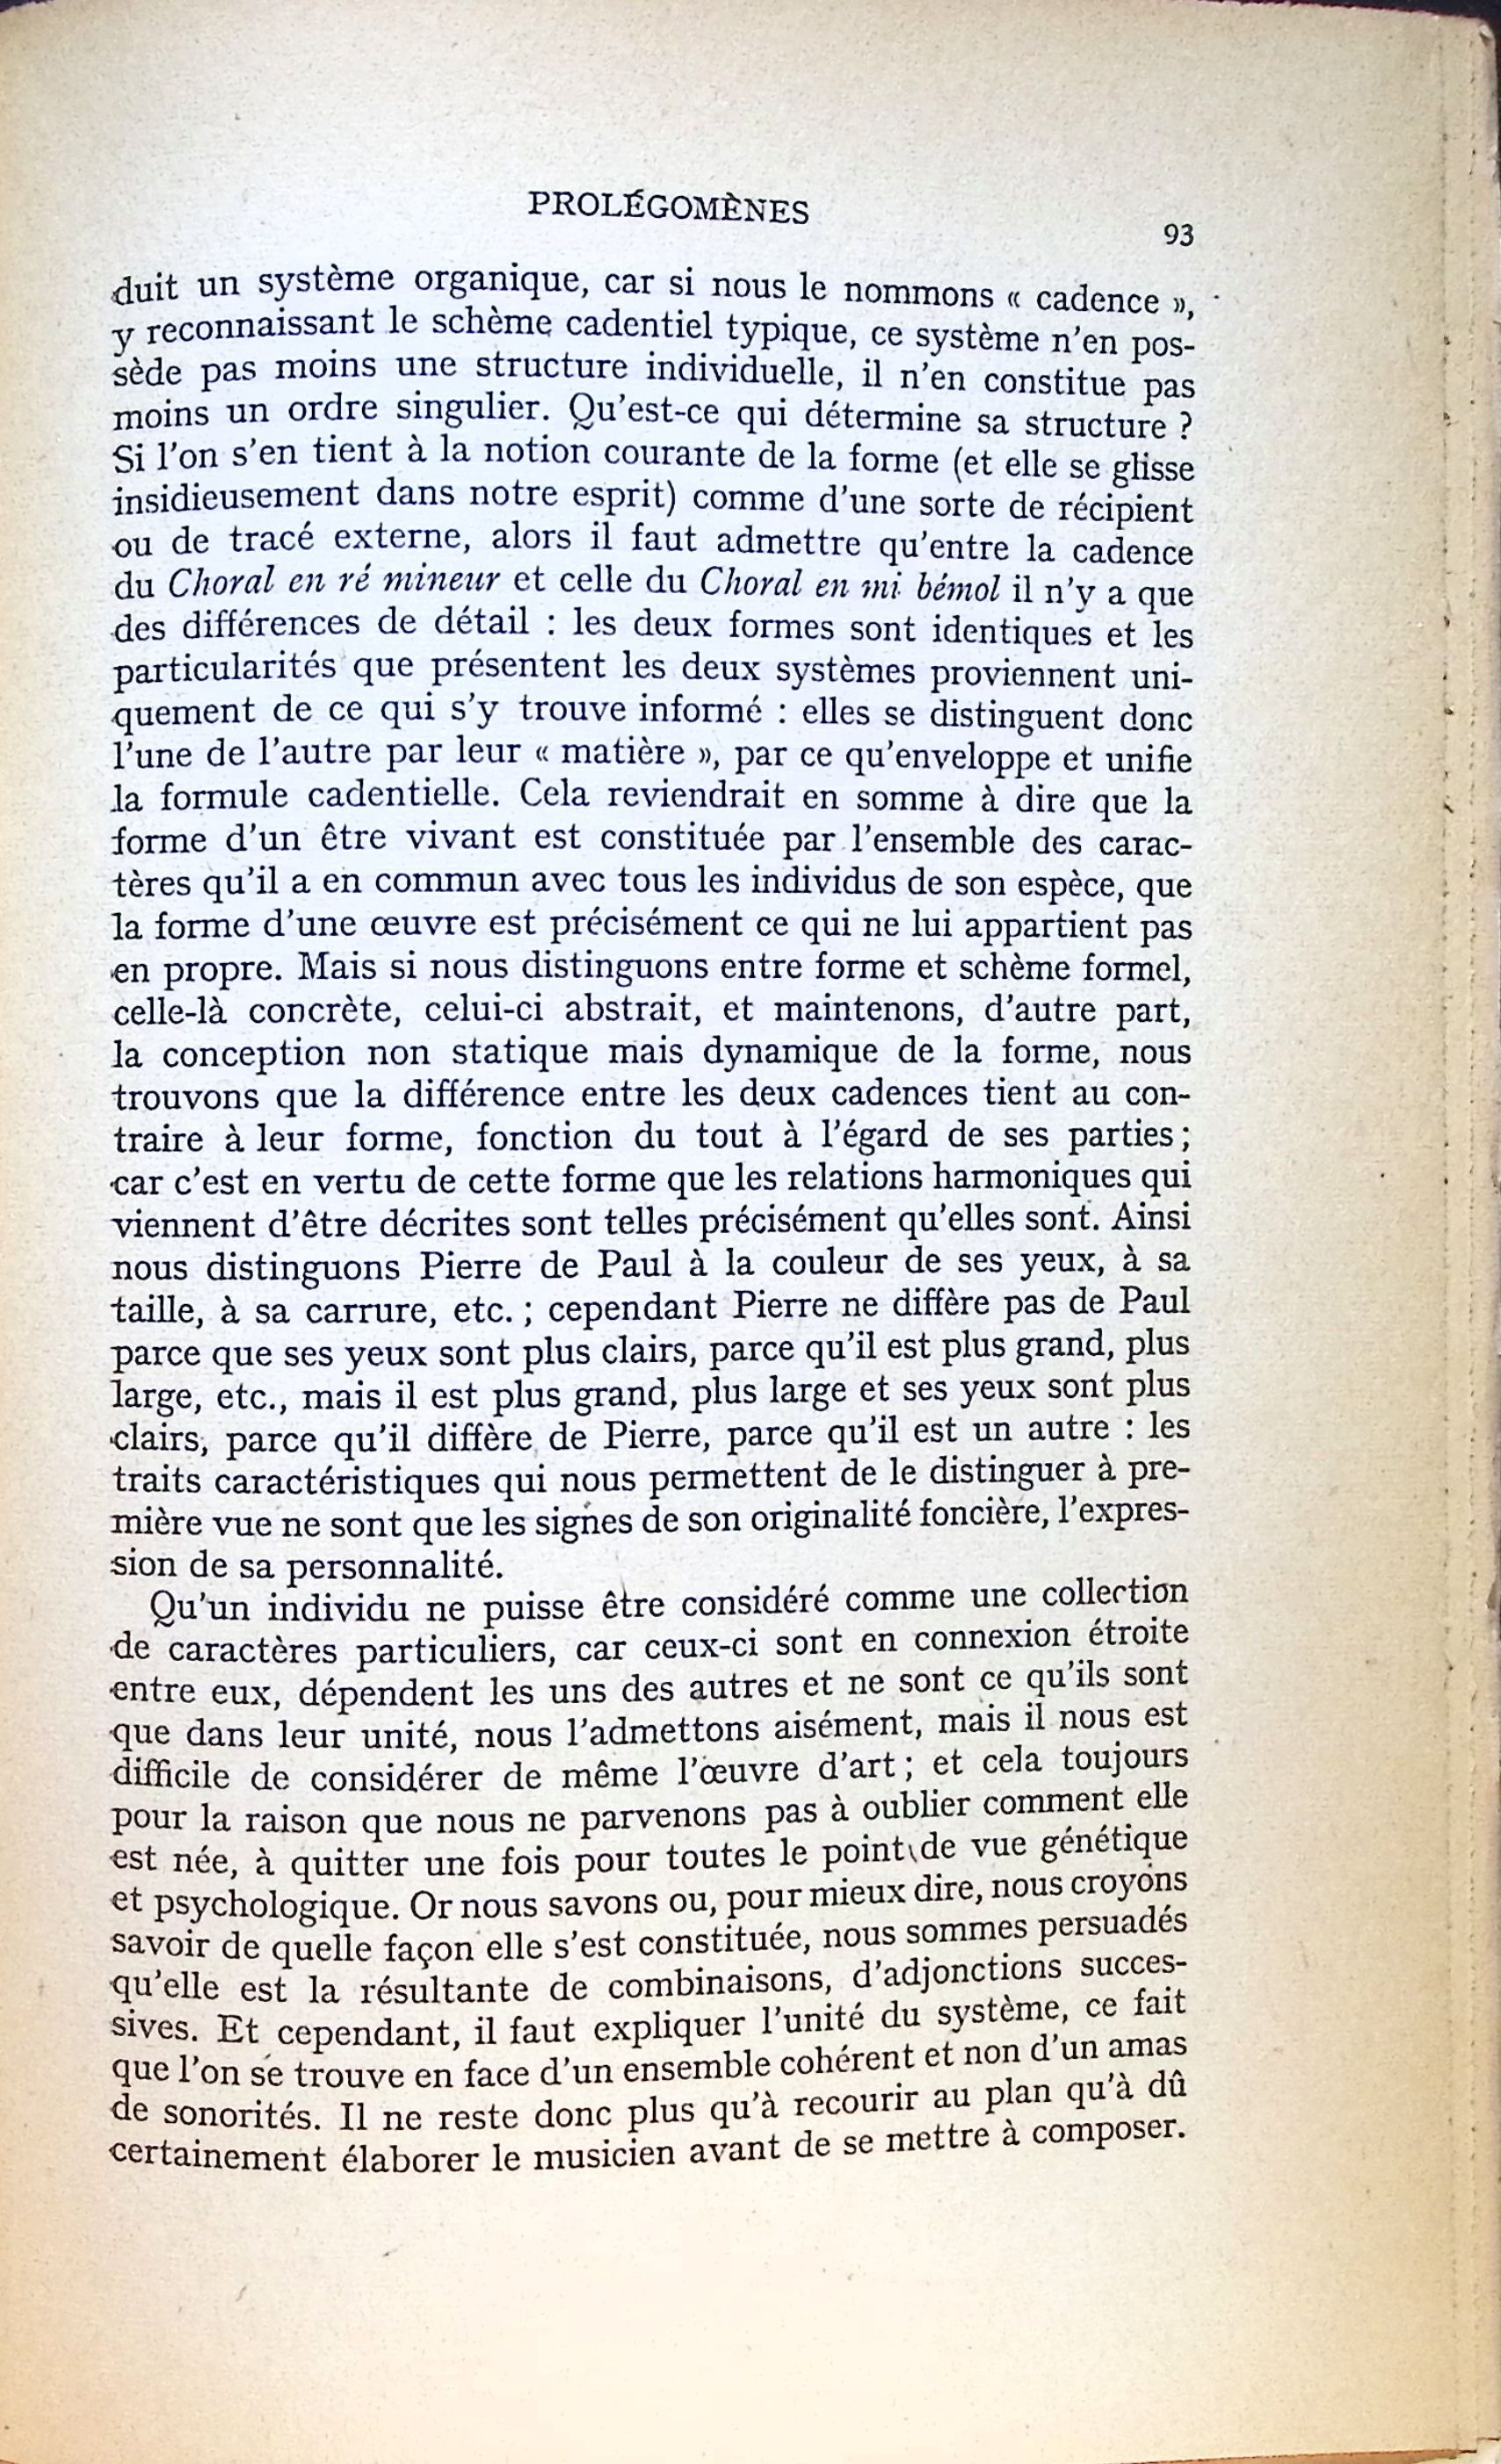 PROLÉGOMÈNES
93
duit un système organique, car si nous le nommons « cadence »,
y reconnaissant le schème cadentiel typique, ce système n'en pos-
sède pas moins une structure individuelle, il n'en constitue pas
moins un ordre singulier. Qu'est-ce qui détermine sa structure ?
Si l'on s'en tient à la notion courante de la forme (et elle se glisse
insidieusement dans notre esprit) comme d'une sorte de récipient
ou de tracé externe, alors il faut admettre qu'entre la cadence
du Choral en ré mineur et celle du Choral en mi bémol il n'y a que
des différences de détail : les deux formes sont identiques et les
particularités que présentent les deux systèmes proviennent uni-
quement de ce qui s'y trouve informé : elles se distinguent donc
l'une de l'autre par leur « matière », par ce qu'enveloppe et unifie
la formule cadentielle. Cela reviendrait en somme à dire que la
forme d'un être vivant est constituée par l'ensemble des carac-
tères qu'il a en commun avec tous les individus de son espèce, que
la forme d'une œuvre est précisément ce qui ne lui appartient pas
en propre. Mais si nous distinguons entre forme et schème formel,
celle-là concrète, celui-ci abstrait, et maintenons, d'autre part,
la conception non statique mais dynamique de la forme, nous
trouvons que la différence entre les deux cadences tient au con-
traire à leur forme, fonction du tout à l'égard de ses parties ;
car c'est en vertu de cette forme que les relations harmoniques qui
viennent d'être décrites sont telles précisément qu'elles sont. Ainsi
nous distinguons Pierre de Paul à la couleur de ses yeux, à sa
taille, à sa carrure, etc. ; cependant Pierre ne diffère pas de Paul
parce que ses yeux sont plus clairs, parce qu'il est plus grand, plus
large, etc., mais il est plus grand, plus large et ses yeux sont plus
clairs, parce qu'il diffère de Pierre, parce qu'il est un autre : les
traits caractéristiques qui nous permettent de le distinguer à pre-
mière vue ne sont que les signes de son originalité foncière, l'expres-
sion de sa personnalité.
Qu'un individu ne puisse être considéré comme une collection
de caractères particuliers, car ceux-ci sont en connexion étroite
entre eux, dépendent les uns des autres et ne sont ce qu'ils sont
que dans leur unité, nous l'admettons aisément, mais il nous est
difficile de considérer de même l'œuvre d'art ; et cela toujours
pour la raison que nous ne parvenons pas à oublier comment elle
est née, à quitter une fois pour toutes le point de vue génétique
et psychologique. Or nous savons ou, pour mieux dire, nous croyons
savoir de quelle façon elle s'est constituée, nous sommes persuadés
qu'elle est la résultante de combinaisons, d'adjonctions succes-
sives. Et cependant, il faut expliquer l'unité du système, ce fait
que l'on se trouve en face d'un ensemble cohérent et non d'un amas
de sonorités. Il ne reste donc plus qu'à recourir au plan qu'à dû
certainement élaborer le musicien avant de se mettre à composer.